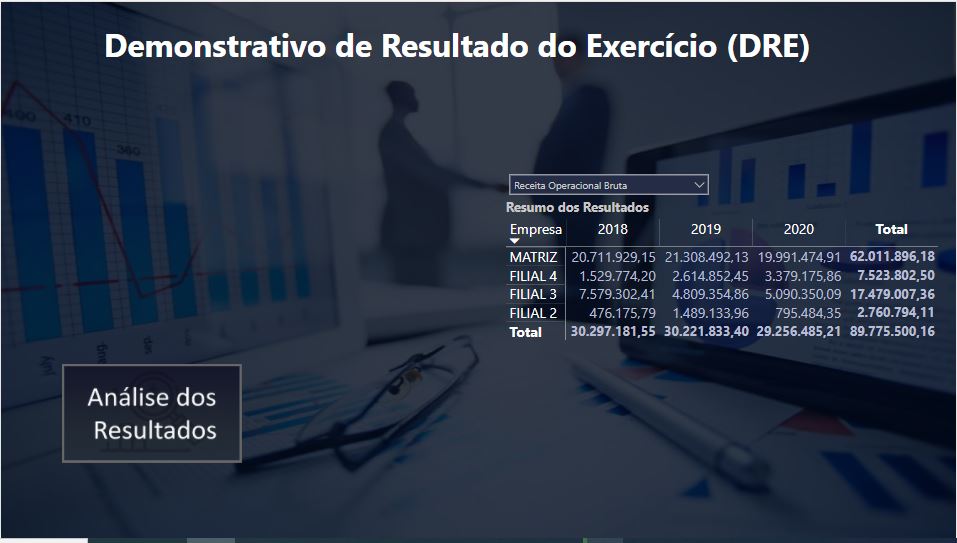 Demonstrativo de Resultado do Exercício (DRE)
Receita Operacional Bruta
Resumo dos Resultados
Empresa 2018 2019 2020 Total
MATRIZ 20.711.929,15 21.308.492,13 19.991.474,91 62.011.896,18
FILIAL 4 1.529.774,20 2.614.852,45 3.379.175,86 7.523.802,50
FILIAL 3 7.579.302,41 4.809.354,86 5.090.350,09 17.479.007,36
FILIAL 2 476.175,79 1.489.133,96 795.484,35 2.760.794,11
Total 30.297.181,55 30.221.833,40 29.256.485,21 89.775.500,16
410
360
Análise dos
Resultados